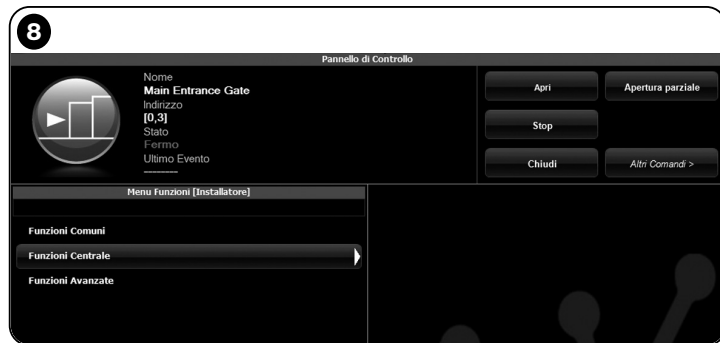 8
Pannello di Controllo
Nome
Main Entrance Gate
Indirizzo
[0,3]
Stato
Fermo
Ultimo Evento
--------
Apri
Apertura parziale
Stop
Chiudi
Altri Comandi >
Menu Funzioni [Installatore]
Funzioni Comuni
Funzioni Centrale
Funzioni Avanzate